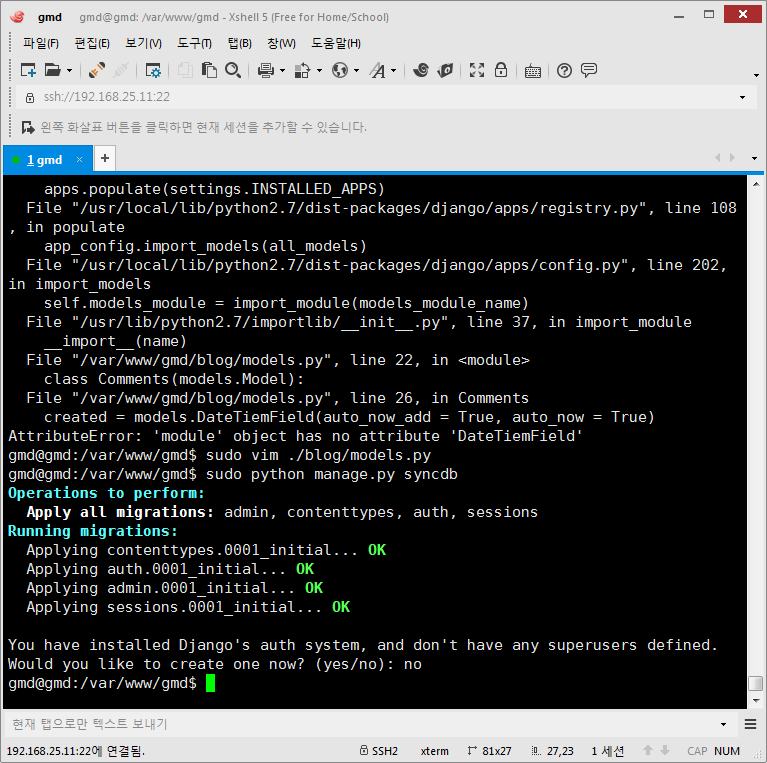 gmd gmd@gmd: /var/www/gmd - Xshell 5 (Free for Home/School)
파일(F) 편집(E) 보기(V) 도구(T) 탭(B) 창(W) 도움말(H)
ssh://192.168.25.11:22
왼쪽 화살표 버튼을 클릭하면 현재 세션을 추가할 수 있습니다.
1 gmd × +
apps.populate(settings.INSTALLED_APPS)
File "/usr/local/lib/python2.7/dist-packages/django/apps/registry.py", line 108
, in populate
app_config.import_models(all_models)
File "/usr/local/lib/python2.7/dist-packages/django/apps/config.py", line 202,
in import_models
self.models_module = import_module(models_module_name)
File "/usr/lib/python2.7/importlib/__init__.py", line 37, in import_module
__import__(name)
File "/var/www/gmd/blog/models.py", line 22, in <module>
class Comments(models.Model):
File "/var/www/gmd/blog/models.py", line 26, in Comments
created = models.DateTiemField(auto_now_add = True, auto_now = True)
AttributeError: 'module' object has no attribute 'DateTiemField'
gmd@gmd:/var/www/gmd$ sudo vim ./blog/models.py
gmd@gmd:/var/www/gmd$ sudo python manage.py syncdb
Operations to perform:
Apply all migrations: admin, contenttypes, auth, sessions
Running migrations:
Applying contenttypes.0001_initial... OK
Applying auth.0001_initial... OK
Applying admin.0001_initial... OK
Applying sessions.0001_initial... OK
You have installed Django's auth system, and don't have any superusers defined.
Would you like to create one now? (yes/no): no
gmd@gmd:/var/www/gmd$
현재 탭으로만 텍스트 보내기
192.168.25.11:22에 연결됨. SSH2 xterm 81x27 27,23 1 세션 CAP NUM